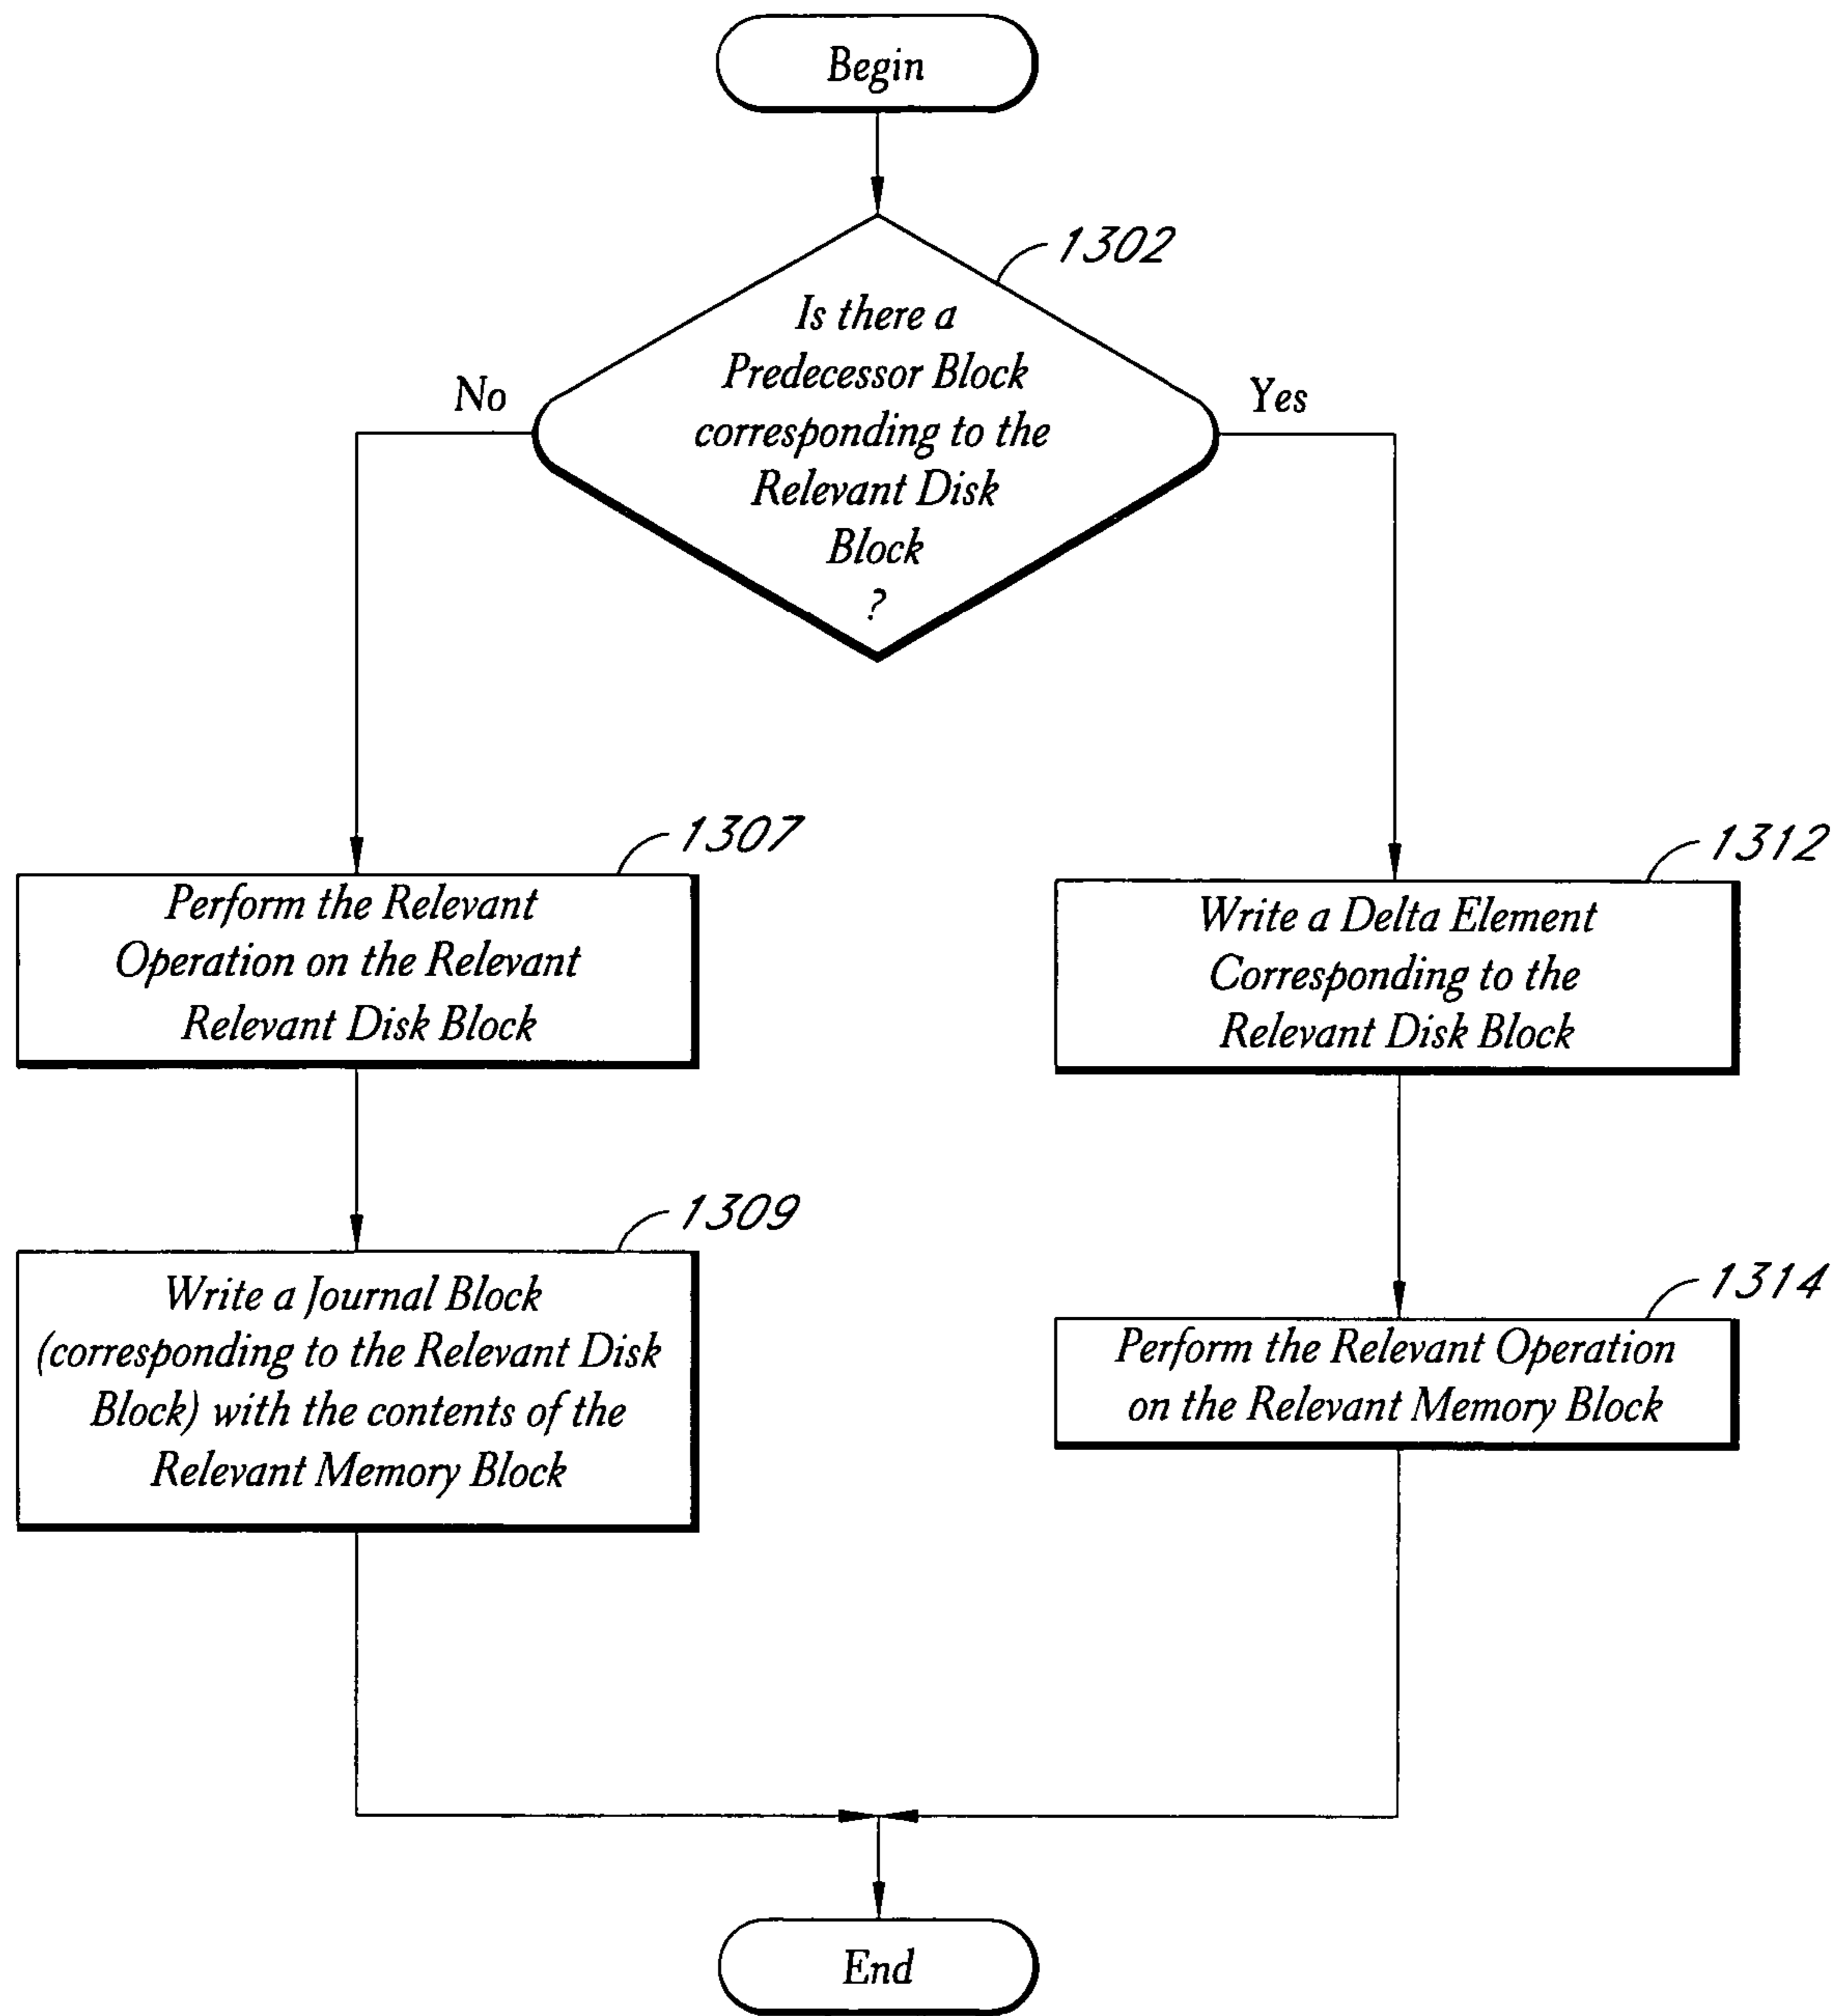 Begin
1302
Is there a
Predecessor Block
corresponding to the
Relevant Disk
Block
?
No
Yes
1307
Perform the Relevant
Operation on the Relevant
Relevant Disk Block
1312
Write a Delta Element
Corresponding to the
Relevant Disk Block
1309
Write a Journal Block
(corresponding to the Relevant Disk
Block) with the contents of the
Relevant Memory Block
1314
Perform the Relevant Operation
on the Relevant Memory Block
End